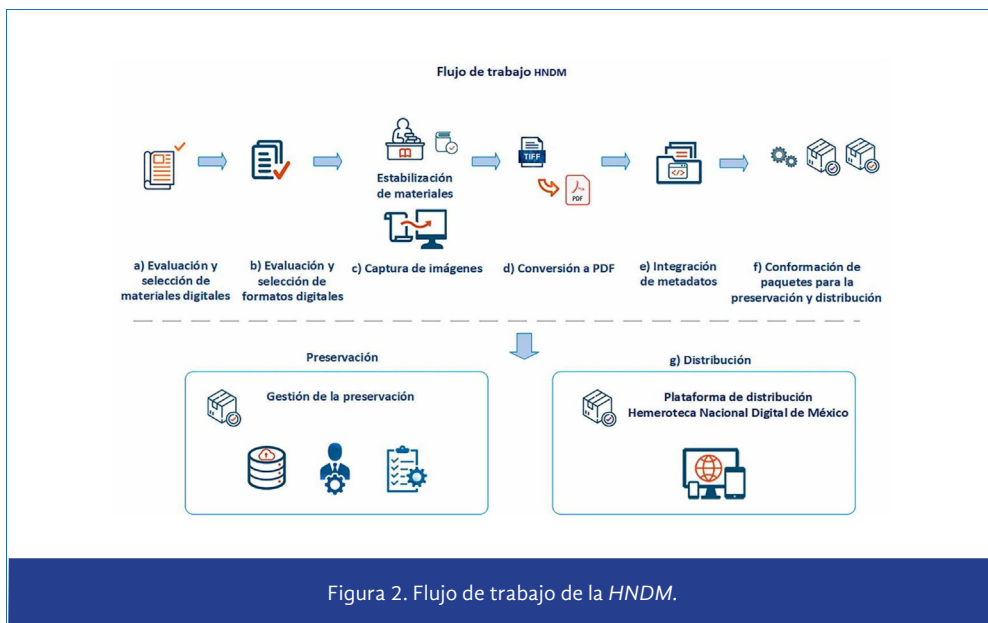 Flujo de trabajo HNDM
Estabilización
de materiales
TIFF
PDF
</>
a) Evaluación y
selección de
materiales digitales
b) Evaluación y
selección de
formatos digitales
c) Captura de imágenes
d) Conversión a PDF
e) Integración
de metadatos
f) Conformación de
paquetes para la
preservación y distribución
Preservación
Gestión de la preservación
g) Distribución
Plataforma de distribución
Hemeroteca Nacional Digital de México
Figura 2. Flujo de trabajo de la HNDM.